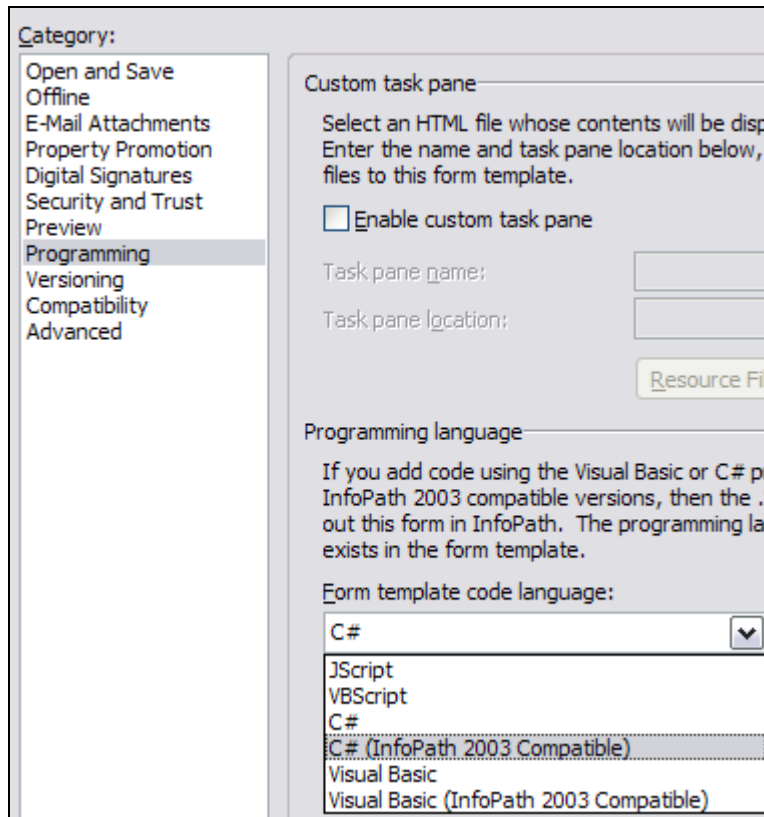 Category:
Open and Save
Offline
E-Mail Attachments
Property Promotion
Digital Signatures
Security and Trust
Preview
Programming
Versioning
Compatibility
Advanced
Custom task pane
Select an HTML file whose contents will be disp
Enter the name and task pane location below,
files to this form template.
Enable custom task pane
Task pane name:
Task pane location:
Resource Fi
Programming language
If you add code using the Visual Basic or C# p
InfoPath 2003 compatible versions, then the .
out this form in InfoPath. The programming la
exists in the form template.
Form template code language:
C#
JScript
VBScript
C#
C# (InfoPath 2003 Compatible)
Visual Basic
Visual Basic (InfoPath 2003 Compatible)